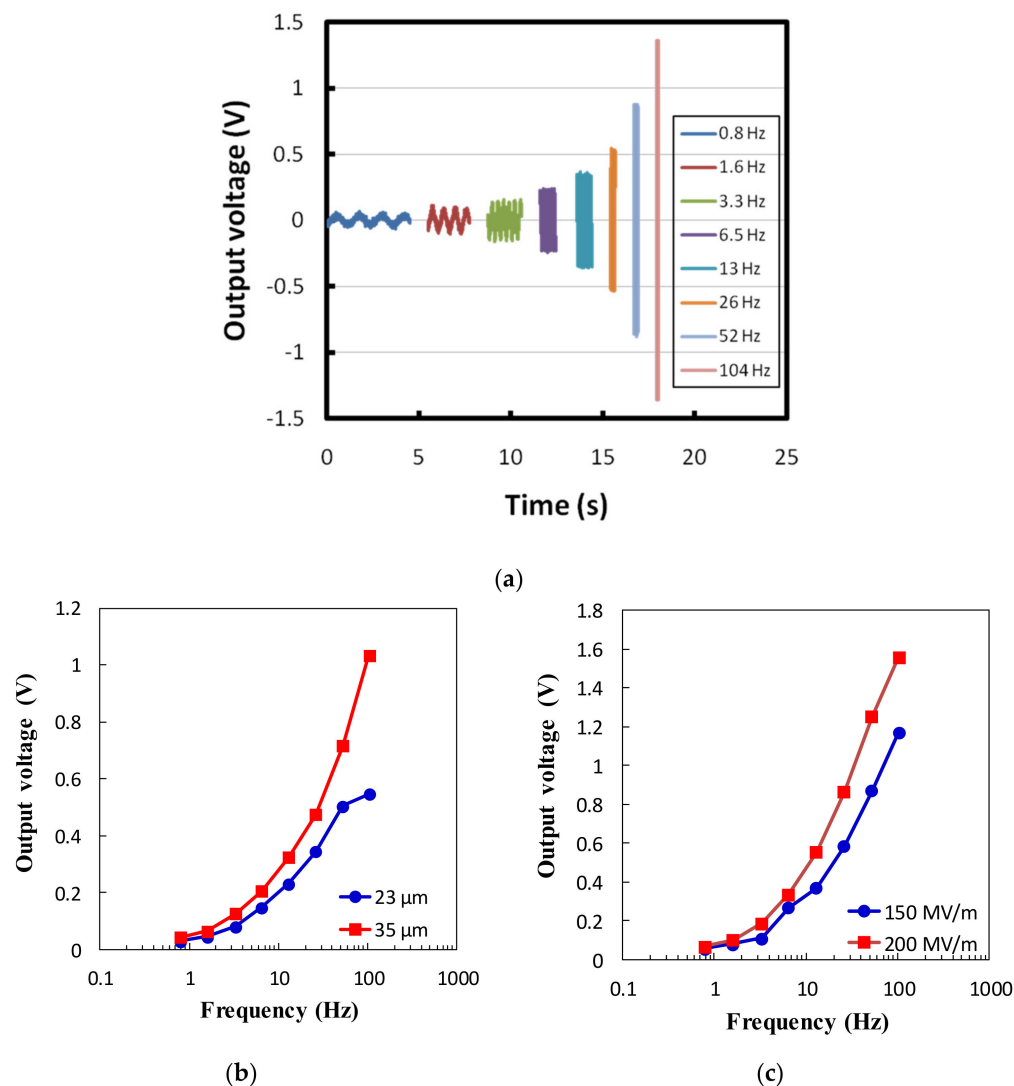 1.5
1
0.5
0
-0.5
-1
-1.5
Output voltage (V)
0.8 Hz
1.6 Hz
3.3 Hz
6.5 Hz
13 Hz
26 Hz
52 Hz
104 Hz
0 5 10 15 20 25
Time (s)
(a)
1.2
1
0.8
0.6
0.4
0.2
0
Output voltage (V)
23 µm
35 µm
0.1 1 10 100 1000
Frequency (Hz)
(b)
1.8
1.6
1.4
1.2
1
0.8
0.6
0.4
0.2
0
Output voltage (V)
150 MV/m
200 MV/m
0.1 1 10 100 1000
Frequency (Hz)
(c)